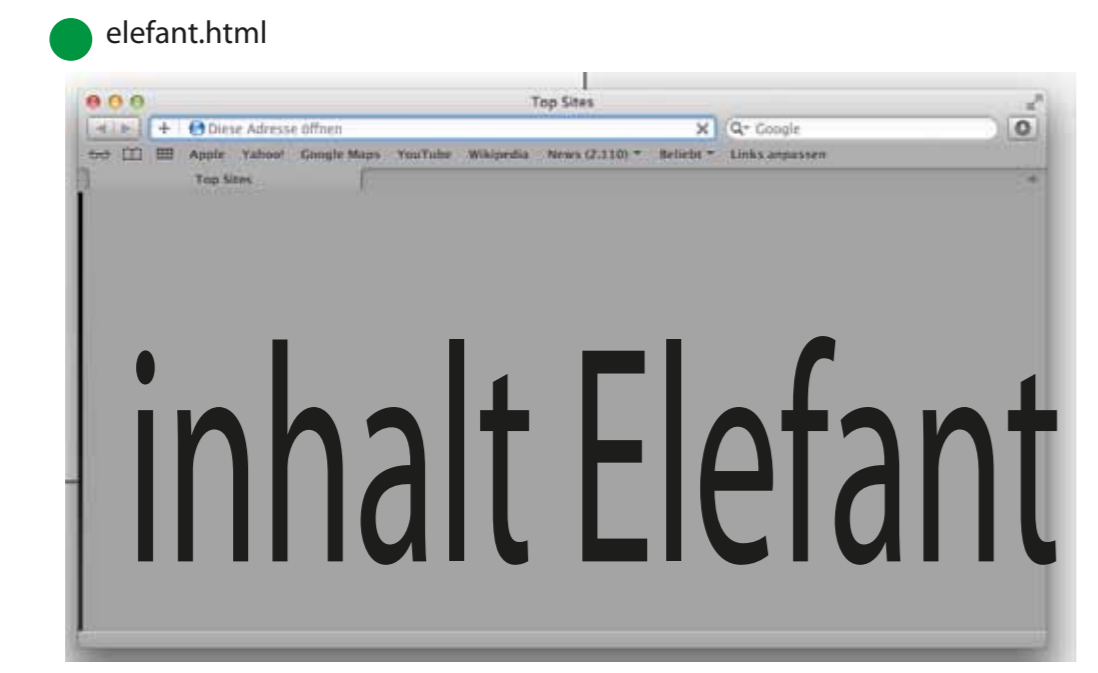 elefant.html
Top Sites
Diese Adresse öffnen
Google
Apple Yahoo! Google Maps YouTube Wikipedia News (2.110) Beliebt Links anpassen
Top Sites
inhalt Elefant